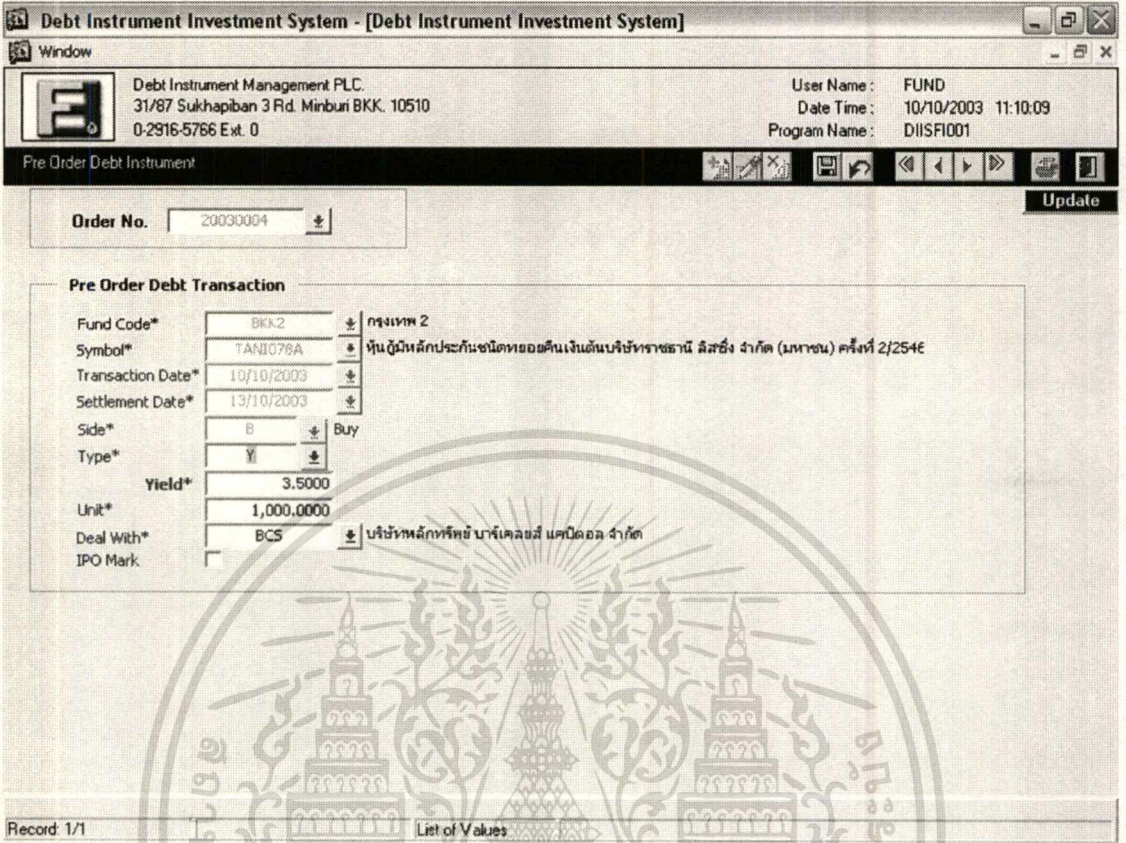 Debt Instrument Investment System - [Debt Instrument Investment System]
Window
Debt Instrument Management PLC.
31/87 Sukhapiban 3 Rd. Minburi BKK. 10510
0-2916-5766 Ext. 0
User Name : FUND
Date Time : 10/10/2003 11:10:09
Program Name : DIISFI001
Pre Order Debt Instrument
Update
Order No. 20030004
Pre Order Debt Transaction
Fund Code* BKK2 กรุงเทพ 2
Symbol* TANI078A หุ้นกู้มีหลักประกันชนิดทยอยคืนเงินต้นบริษัทราชธานี ลิสซิ่ง จำกัด (มหาชน) ครั้งที่ 2/2546
Transaction Date* 10/10/2003
Settlement Date* 13/10/2003
Side* B Buy
Type* Y
Yield* 3.5000
Unit* 1,000.0000
Deal With* BCS บริษัทหลักทรัพย์ บาร์เคลยส์ แคปิตอล จำกัด
IPO Mark
Record: 1/1 List of Values